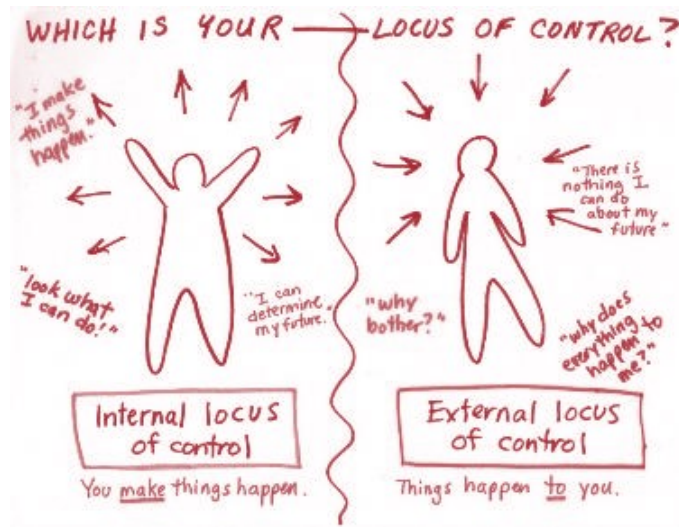 WHICH IS YOUR — LOCUS OF CONTROL?
"I make
things
happen."
"look what
I can do!"
"I can
determine
my future."
Internal locus
of control
You make things happen.
"There is
nothing I
can do
about my
future"
"why
bother?"
"why does
everything
happen to
me?"
External locus
of control
Things happen to you.